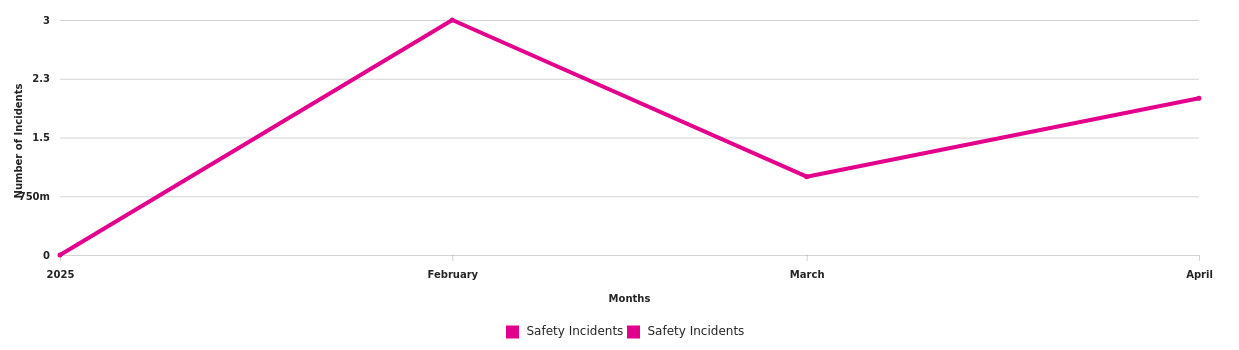 3
2.3
1.5
750m
0
Number of Incidents
2025 February March April
Months
Safety Incidents Safety Incidents